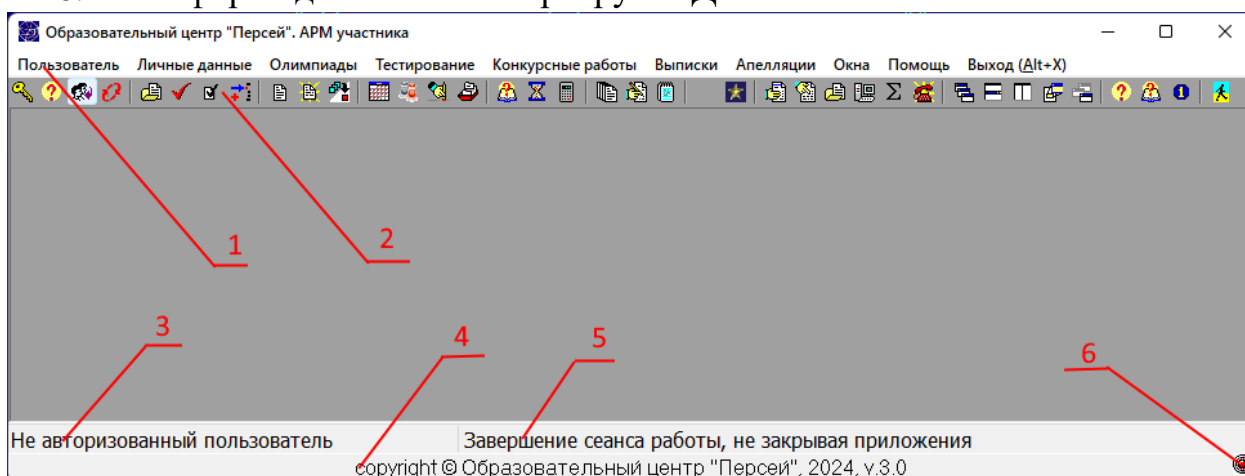 Образовательный центр "Персей". АРМ участника
Пользователь Личные данные Олимпиады Тестирование Конкурсные работы Выписки Апелляции Окна Помощь Выход (Alt+X)
1
2
3
4
5
6
Не авторизованный пользователь
Завершение сеанса работы, не закрывая приложения
copyright © Образовательный центр "Персей", 2024, v.3.0